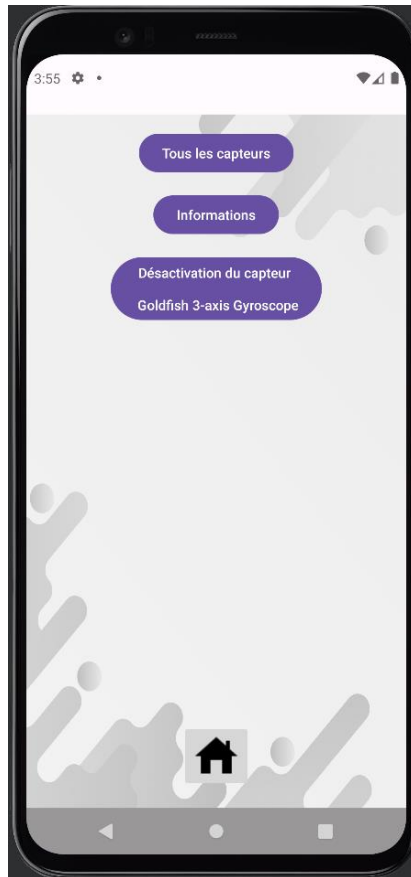 3:55
Tous les capteurs
Informations
Désactivation du capteur
Goldfish 3-axis Gyroscope